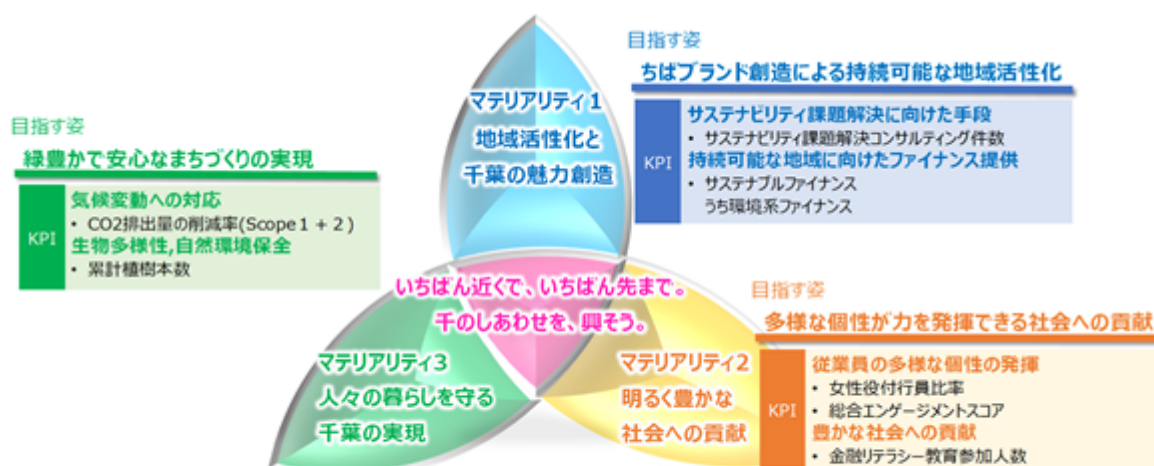 目指す姿
ちばブランド創造による持続可能な地域活性化
KPI
サステナビリティ課題解決に向けた手段
• サステナビリティ課題解決コンサルティング件数
持続可能な地域に向けたファイナンス提供
• サステナブルファイナンス
うち環境系ファイナンス
マテリアリティ1
地域活性化と
千葉の魅力創造
目指す姿
緑豊かで安心なまちづくりの実現
KPI
気候変動への対応
• CO2排出量の削減率(Scope1+2)
生物多様性,自然環境保全
• 累計植樹本数
いちばん近くで、いちばん先まで。
千のしあわせを、興そう。
マテリアリティ3
人々の暮らしを守る
千葉の実現
マテリアリティ2
明るく豊かな
社会への貢献
目指す姿
多様な個性が力を発揮できる社会への貢献
KPI
従業員の多様な個性の発揮
• 女性役付行員比率
• 総合エンゲージメントスコア
豊かな社会への貢献
• 金融リテラシー教育参加人数